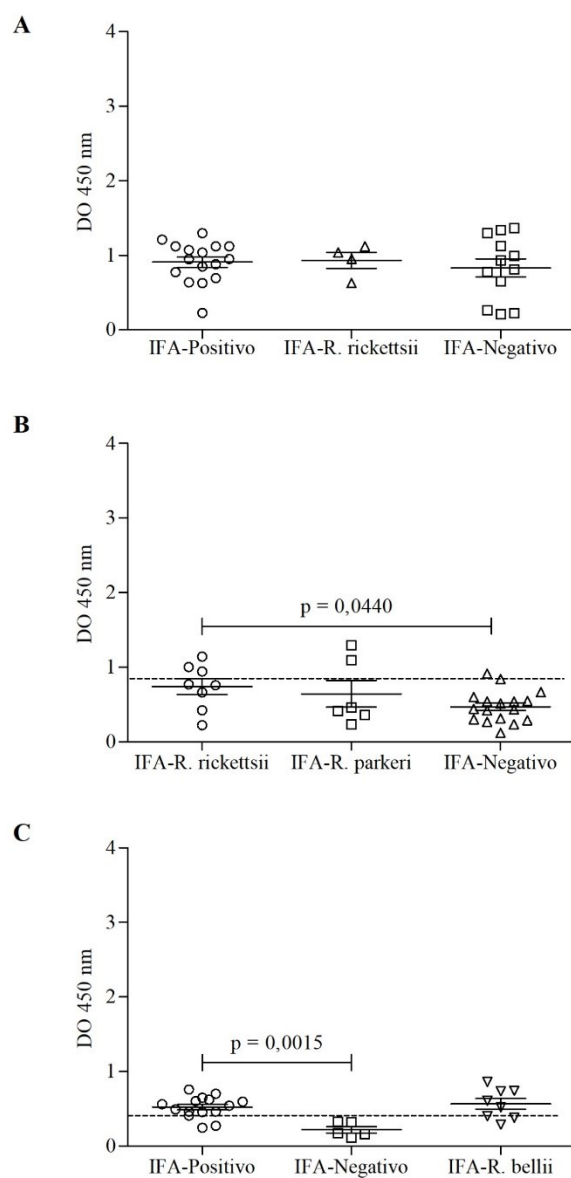 A
4
3
2
1
0
DO 450 nm
IFA-Positivo IFA-R. rickettsii IFA-Negativo
B
4
3
2
1
0
DO 450 nm
p = 0,0440
IFA-R. rickettsii IFA-R. parkeri IFA-Negativo
C
4
3
2
1
0
DO 450 nm
p = 0,0015
IFA-Positivo IFA-Negativo IFA-R. bellii